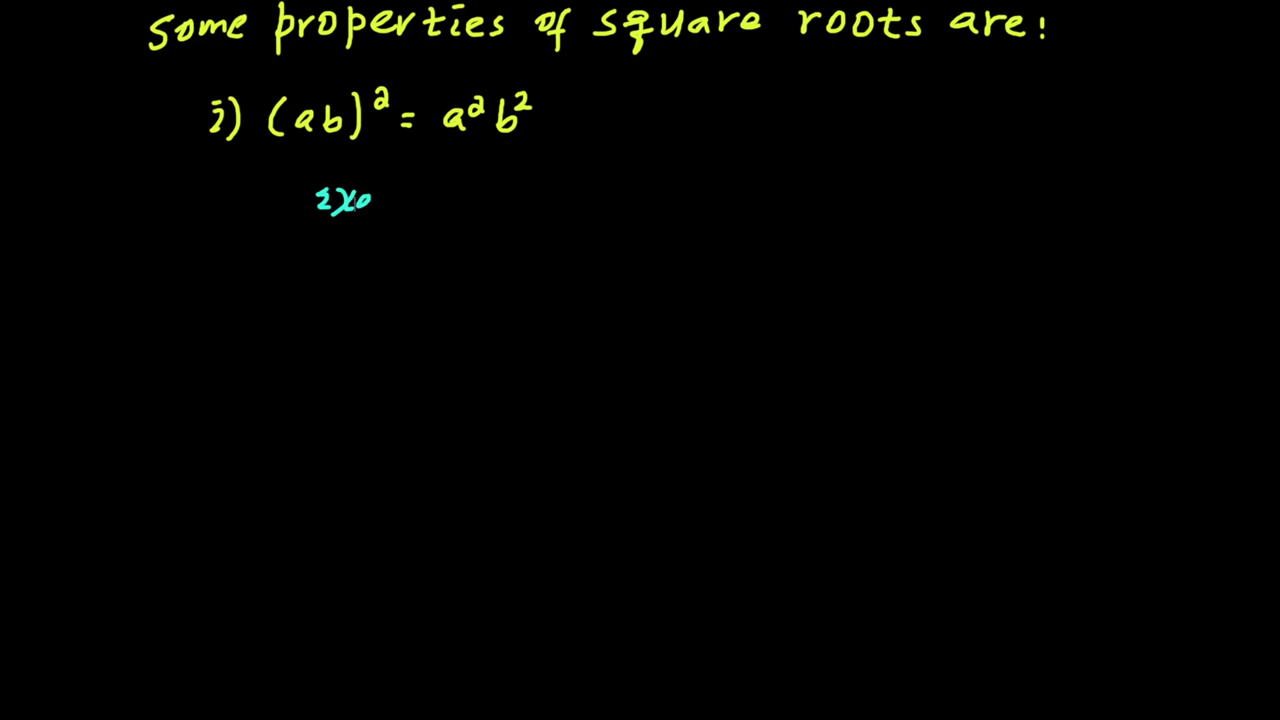 some properties of square roots are:
i) (ab)² = a²b²